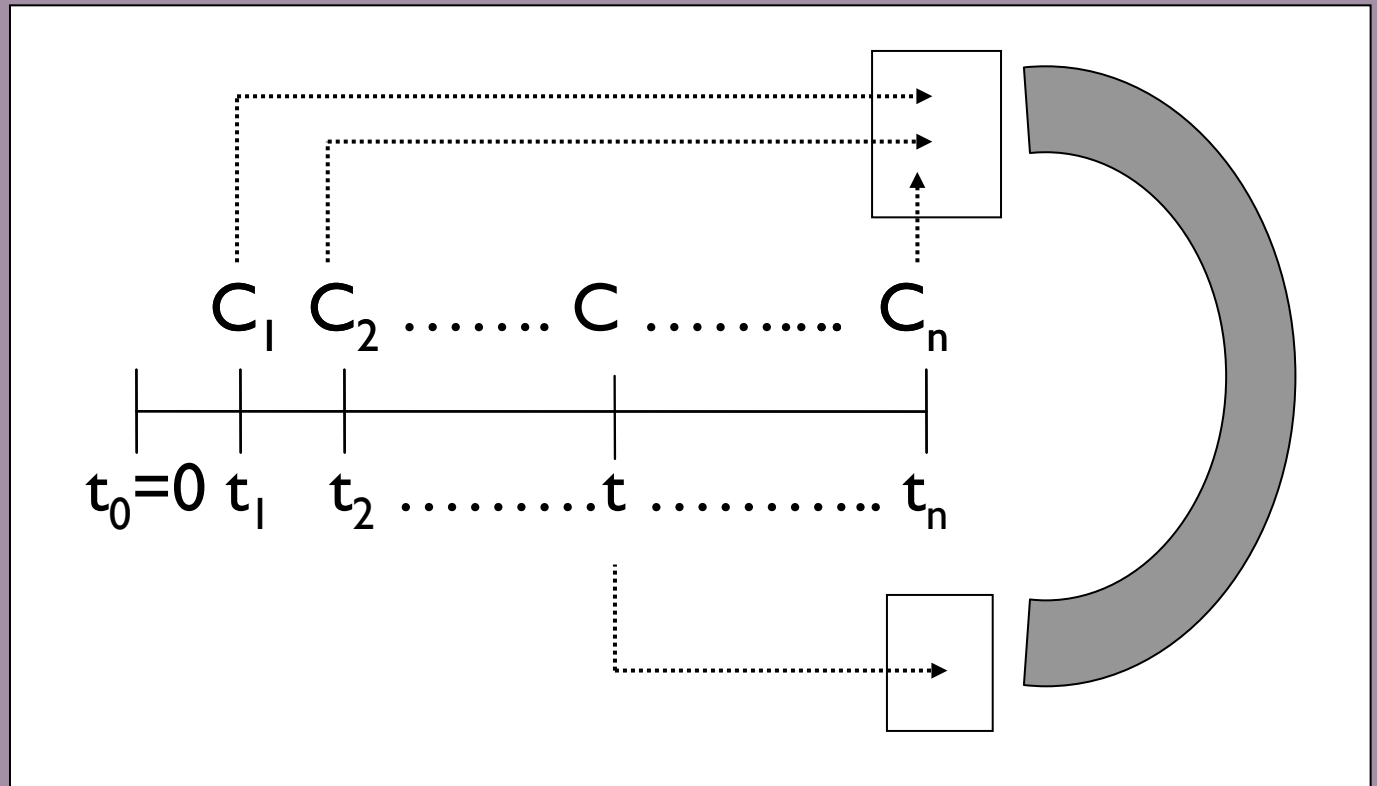 C₁ C₂ ……. C ……….. Cₙ
t₀=0 t₁ t₂ ………t ……….. tₙ